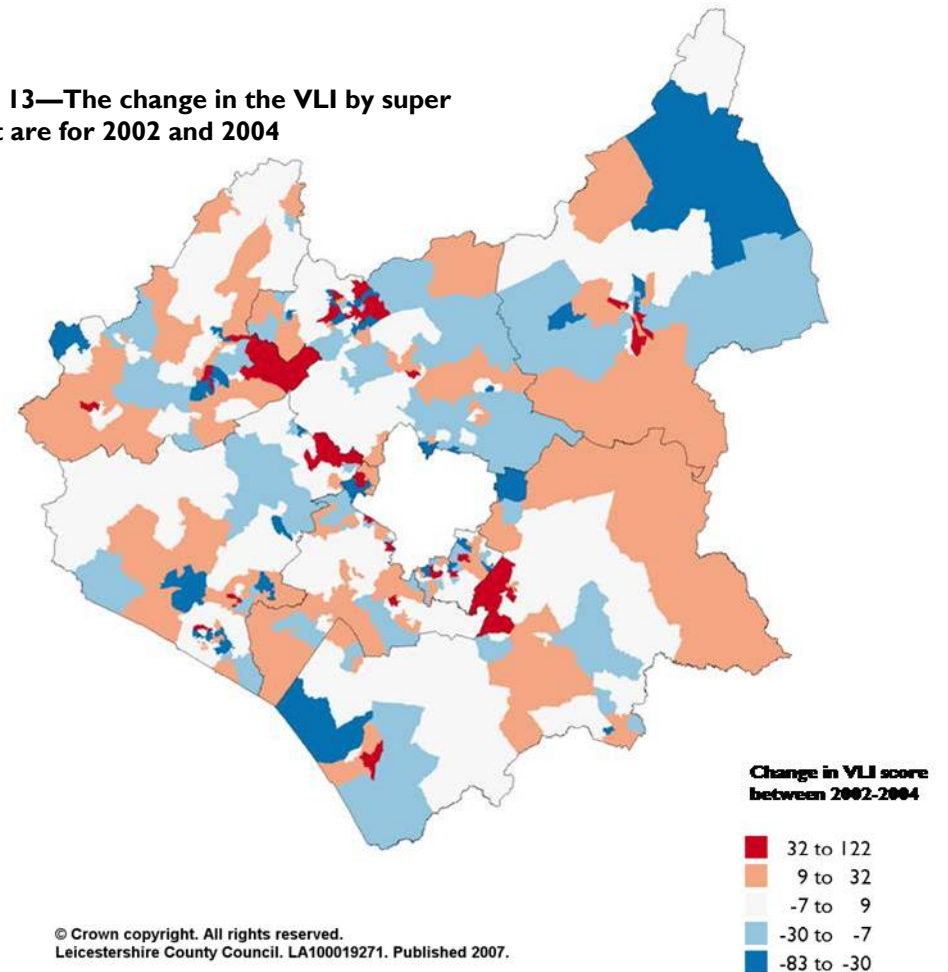 13—The change in the VLI by super
are for 2002 and 2004
Change in VLI score
between 2002-2004
32 to 122
9 to 32
-7 to 9
-30 to -7
-83 to -30
© Crown copyright. All rights reserved.
Leicestershire County Council. LA100019271. Published 2007.